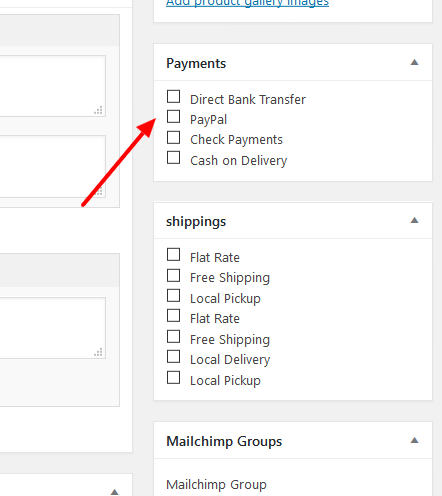 Add product gallery images
Payments
Direct Bank Transfer
PayPal
Check Payments
Cash on Delivery
shippings
Flat Rate
Free Shipping
Local Pickup
Flat Rate
Free Shipping
Local Delivery
Local Pickup
Mailchimp Groups
Mailchimp Group